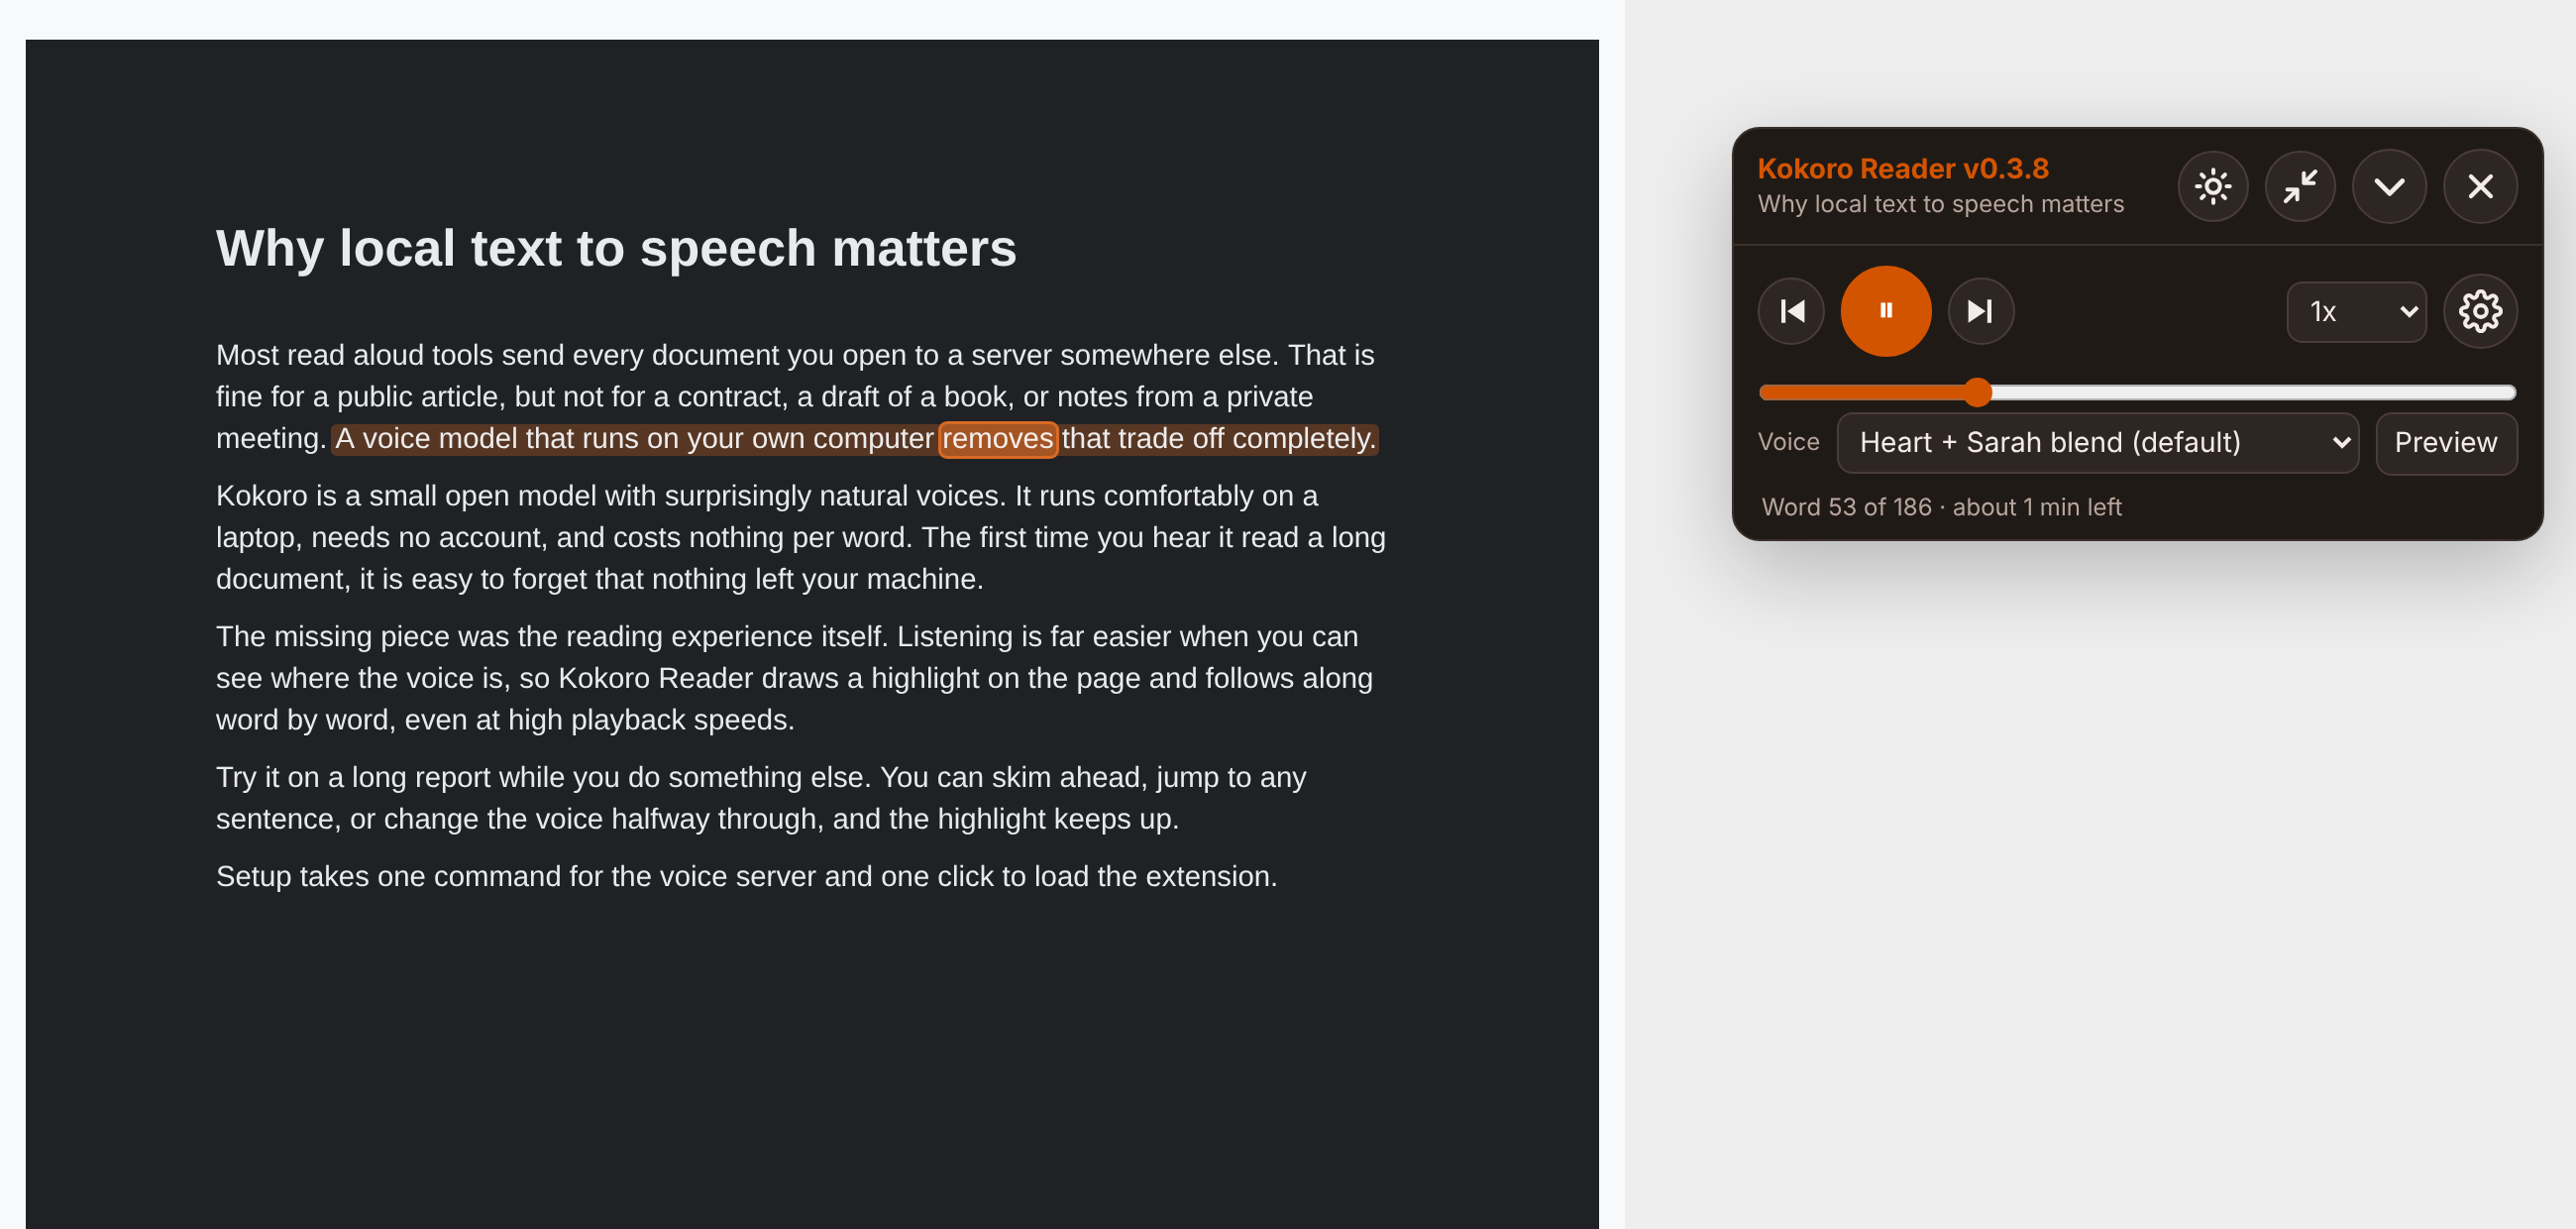 Why local text to speech matters
Most read aloud tools send every document you open to a server somewhere else. That is
fine for a public article, but not for a contract, a draft of a book, or notes from a private
meeting. A voice model that runs on your own computer removes that trade off completely.
Kokoro is a small open model with surprisingly natural voices. It runs comfortably on a
laptop, needs no account, and costs nothing per word. The first time you hear it read a long
document, it is easy to forget that nothing left your machine.
The missing piece was the reading experience itself. Listening is far easier when you can
see where the voice is, so Kokoro Reader draws a highlight on the page and follows along
word by word, even at high playback speeds.
Try it on a long report while you do something else. You can skim ahead, jump to any
sentence, or change the voice halfway through, and the highlight keeps up.
Setup takes one command for the voice server and one click to load the extension.
Kokoro Reader v0.3.8
Why local text to speech matters
1x
Voice Heart + Sarah blend (default) Preview
Word 53 of 186 · about 1 min left